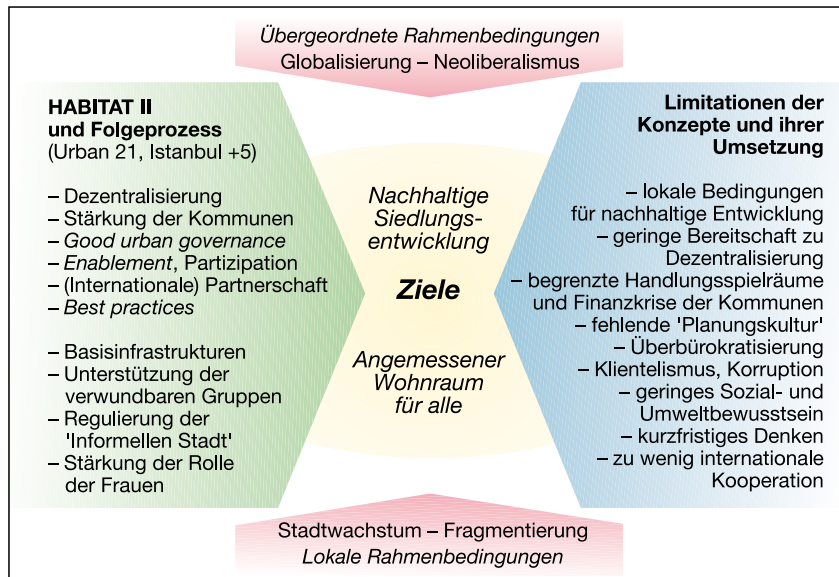 Übergeordnete Rahmenbedingungen
Globalisierung – Neoliberalismus
HABITAT II
und Folgeprozess
(Urban 21, Istanbul +5)
– Dezentralisierung
– Stärkung der Kommunen
– Good urban governance
– Enablement, Partizipation
– (Internationale) Partnerschaft
– Best practices
– Basisinfrastrukturen
– Unterstützung der
verwundbaren Gruppen
– Regulierung der
'Informellen Stadt'
– Stärkung der Rolle
der Frauen
Nachhaltige
Siedlungs-
entwicklung
Ziele
Angemessener
Wohnraum
für alle
Limitationen der
Konzepte und ihrer
Umsetzung
– lokale Bedingungen
für nachhaltige Entwicklung
– geringe Bereitschaft zu
Dezentralisierung
– begrenzte Handlungsspielräume
und Finanzkrise der Kommunen
– fehlende 'Planungskultur'
– Überbürokratisierung
– Klientelismus, Korruption
– geringes Sozial- und
Umweltbewusstsein
– kurzfristiges Denken
– zu wenig internationale
Kooperation
Stadtwachstum – Fragmentierung
Lokale Rahmenbedingungen